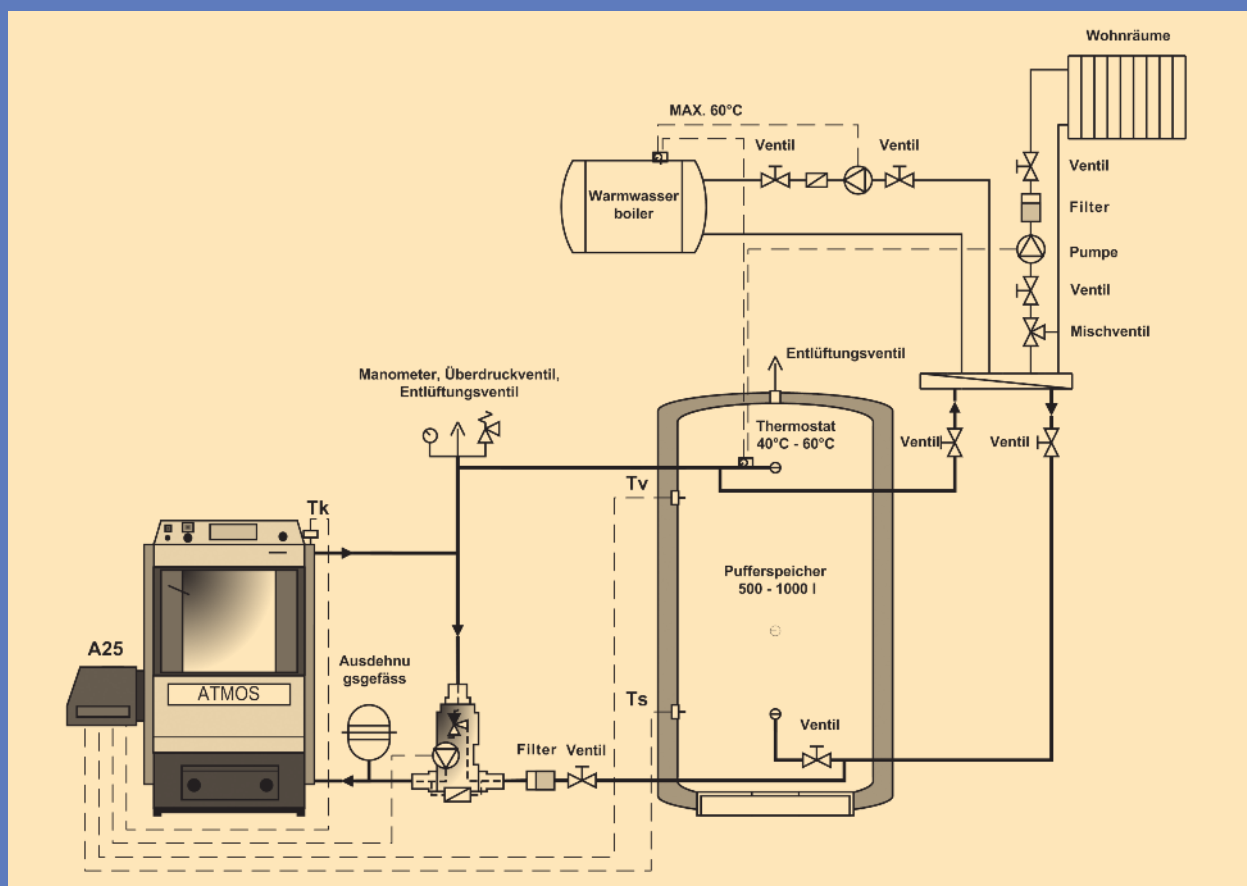 Wohnräume
MAX. 60°C
Ventil
Ventil
Ventil
Warmwasser
boiler
Filter
Pumpe
Ventil
Mischventil
Entlüftungsventil
Manometer, Überdruckventil,
Entlüftungsventil
Thermostat
40°C - 60°C
Ventil
Ventil
Tv
Tk
Pufferspeicher
500 - 1000 l
A25
Ausdehnu
gsgefäss
ATMOS
Ts
Ventil
Filter
Ventil